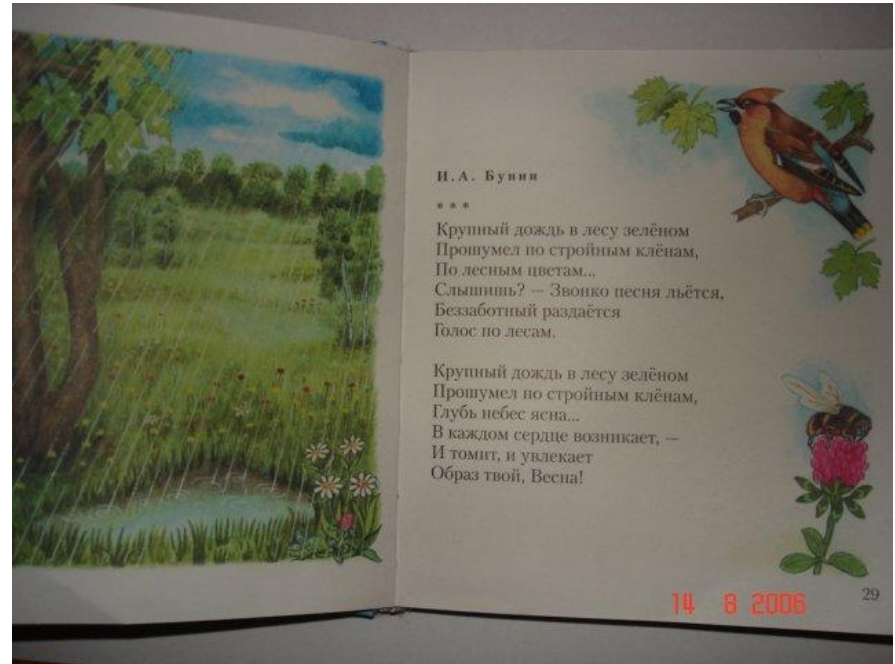 И.А. Бунин
* * *
Крупный дождь в лесу зелёном
Прошумел по стройным клёнам,
По лесным цветам...
Слышишь? — Звонко песня льётся,
Беззаботный раздаётся
Голос по лесам.
Крупный дождь в лесу зелёном
Прошумел по стройным клёнам,
Глубь небес ясна...
В каждом сердце возникает, —
И томит, и увлекает
Образ твой, Весна!
29
14 8 2006